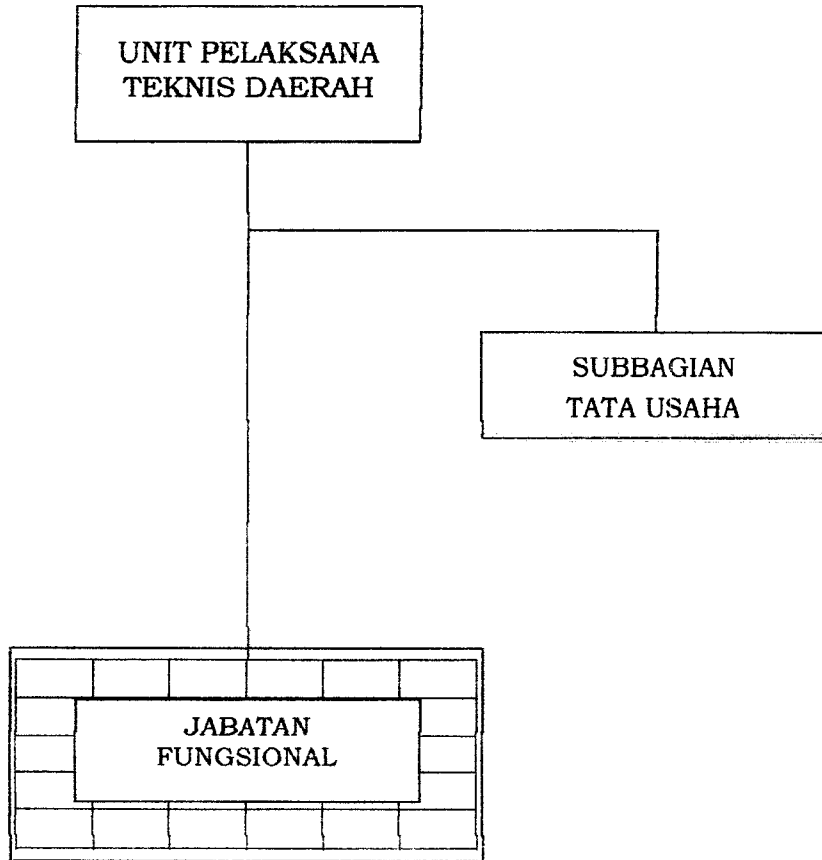 UNIT PELAKSANA
TEKNIS DAERAH
SUBBAGIAN
TATA USAHA
JABATAN
FUNGSIONAL